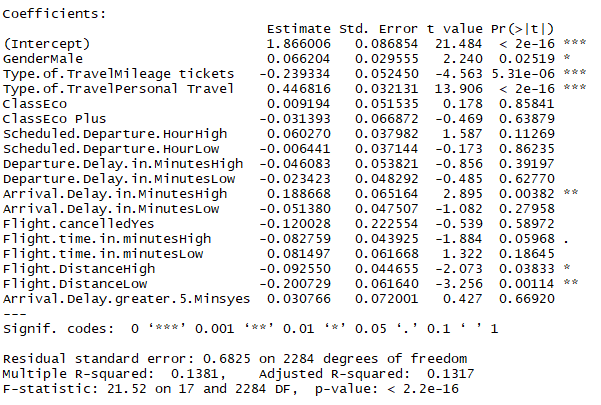 Coefficients:
Estimate Std. Error t value Pr(>|t|)
(Intercept) 1.866006 0.086854 21.484 < 2e-16 ***
GenderMale 0.066204 0.029555 2.240 0.02519 *
Type.of.TravelMileage tickets -0.239334 0.052450 -4.563 5.31e-06 ***
Type.of.TravelPersonal Travel 0.446816 0.032131 13.906 < 2e-16 ***
ClassEco 0.009194 0.051535 0.178 0.85841
ClassEco Plus -0.031393 0.066872 -0.469 0.63879
Scheduled.Departure.HourHigh 0.060270 0.037982 1.587 0.11269
Scheduled.Departure.HourLow -0.006441 0.037144 -0.173 0.86235
Departure.Delay.in.MinutesHigh -0.046083 0.053821 -0.856 0.39197
Departure.Delay.in.MinutesLow -0.023423 0.048292 -0.485 0.62770
Arrival.Delay.in.MinutesHigh 0.188668 0.065164 2.895 0.00382 **
Arrival.Delay.in.MinutesLow -0.051380 0.047507 -1.082 0.27958
Flight.cancelledYes -0.120028 0.222554 -0.539 0.58972
Flight.time.in.minutesHigh -0.082759 0.043925 -1.884 0.05968 .
Flight.time.in.minutesLow 0.081497 0.061668 1.322 0.18645
Flight.DistanceHigh -0.092550 0.044655 -2.073 0.03833 *
Flight.DistanceLow -0.200729 0.061640 -3.256 0.00114 **
Arrival.Delay.greater.5.Minsyes 0.030766 0.072001 0.427 0.66920
---
Signif. codes: 0 ‘***’ 0.001 ‘**’ 0.01 ‘*’ 0.05 ‘.’ 0.1 ‘ ’ 1
Residual standard error: 0.6825 on 2284 degrees of freedom
Multiple R-squared: 0.1381, Adjusted R-squared: 0.1317
F-statistic: 21.52 on 17 and 2284 DF, p-value: < 2.2e-16